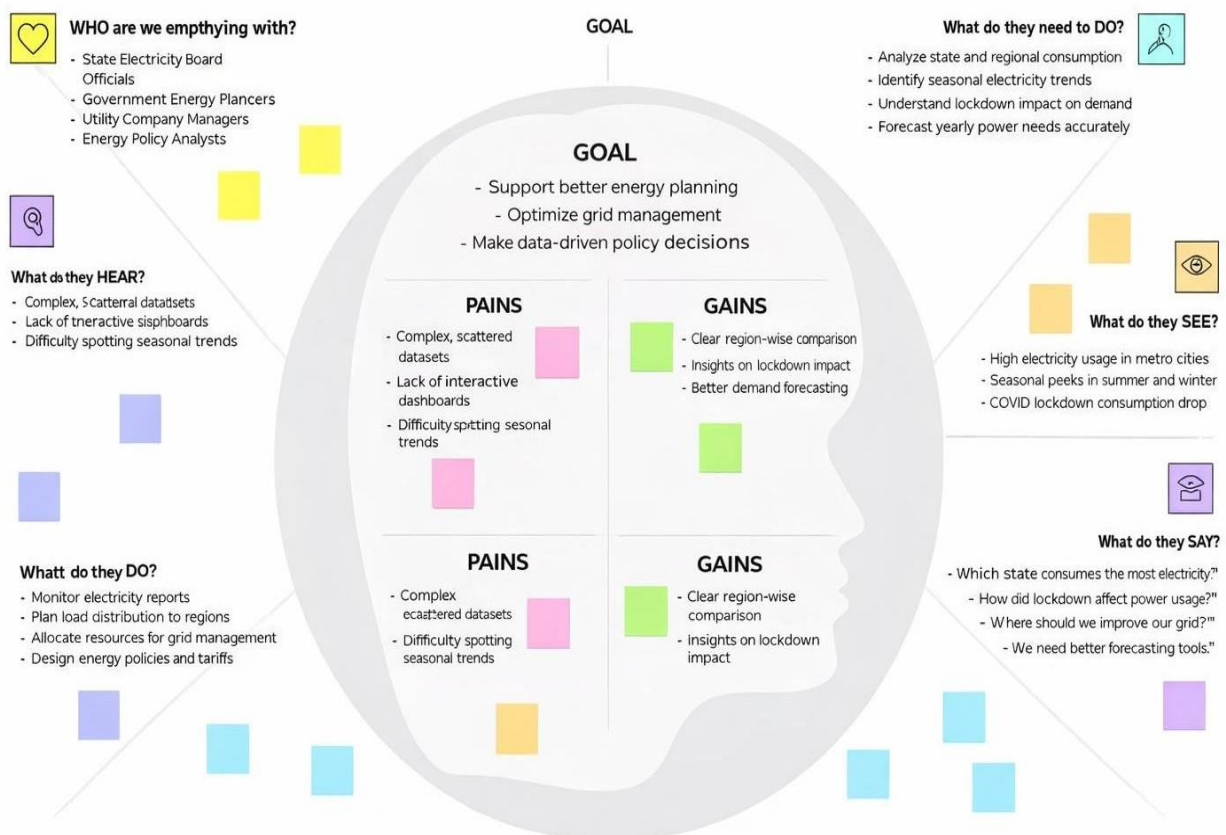 WHO are we empthying with?
- State Electricity Board
Officials
- Government Energy Plancers
- Utility Company Managers
- Energy Policy Analysts
GOAL
What do they need to DO?
- Analyze state and regional consumption
- Identify seasonal electricity trends
- Understand lockdown impact on demand
- Forecast yearly power needs accurately
What do they HEAR?
- Complex, Scatterral datatsets
- Lack of tneractive sisphboards
- Difficulty spotting seasonal trends
GOAL
- Support better energy planning
- Optimize grid management
- Make data-driven policy decisions
PAINS
- Complex, scattered
datasets
- Lack of interactive
dashboards
- Difficulty spitting sesonal
trends
GAINS
- Clear region-wise comparison
- Insights on lockdown impact
- Better demand forecasting
What do they SEE?
- High electricity usage in metro cities
- Seasonal peeks in summer and winter
- COVID lockdown consumption drop
Whatt do they DO?
- Monitor electricity reports
- Plan load distribution to regions
- Allocate resources for grid management
- Design energy policies and tariffs
PAINS
- Complex
ecattered datasets
- Difficulty spotting
seasonal trends
GAINS
- Clear region-wise
comparison
- Insights on lockdown
impact
What do they SAY?
- Which state consumes the most electricity?"
- How did lockdown affect power usage?"
- Where should we improve our grid?""
- We need better forecasting tools."